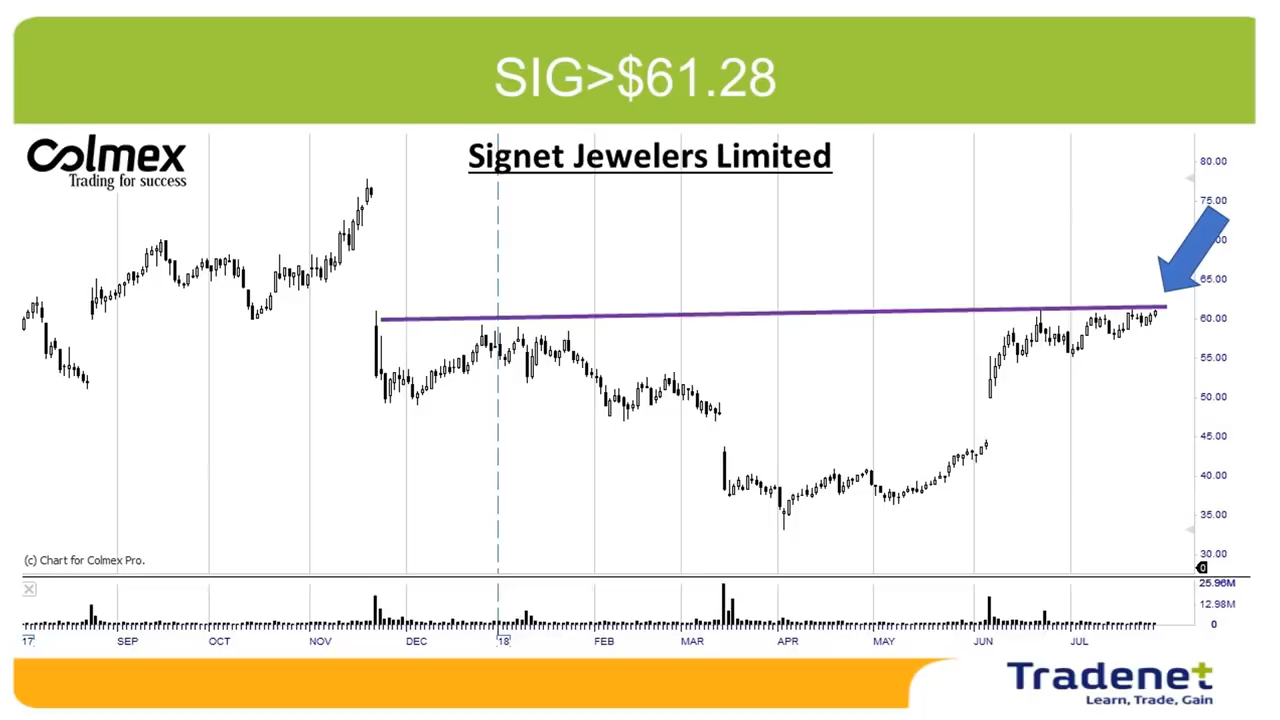 SIG>$61.28
Colmex
Trading for success
Signet Jewelers Limited
80.00
75.00
65.00
60.00
55.00
50.00
45.00
40.00
35.00
30.00
(c) Chart for Colmex Pro.
0
25.96M
12.98M
0
17 SEP OCT NOV DEC 18 FEB MAR APR MAY JUN JUL
Tradenet
Learn, Trade, Gain